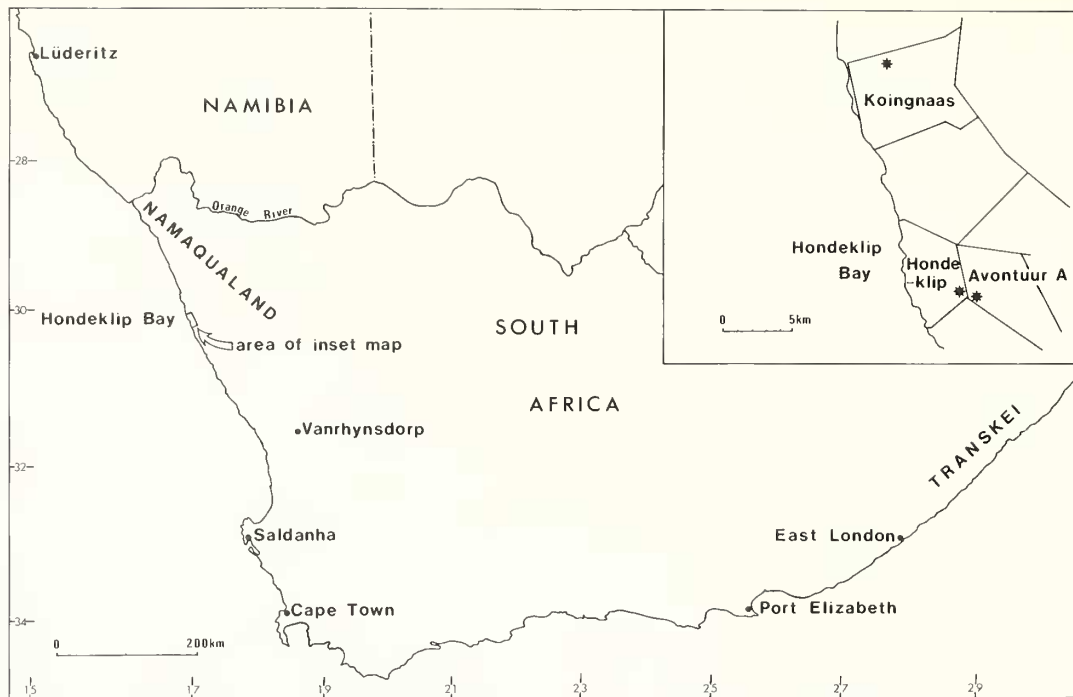 Lüderitz
NAMIBIA
28
Orange River
NAMAQUALAND
30
Hondeklip Bay
area of inset map
SOUTH
AFRICA
Vanrhynsdorp
32
Saldanha
Cape Town
34
0 200km
East London
Port Elizabeth
TRANSKEI
15 17 19 21 23 25 27 29
Koingnaas
Hondeklip
Bay
Honde
-klip
Avontuur A
0 5km